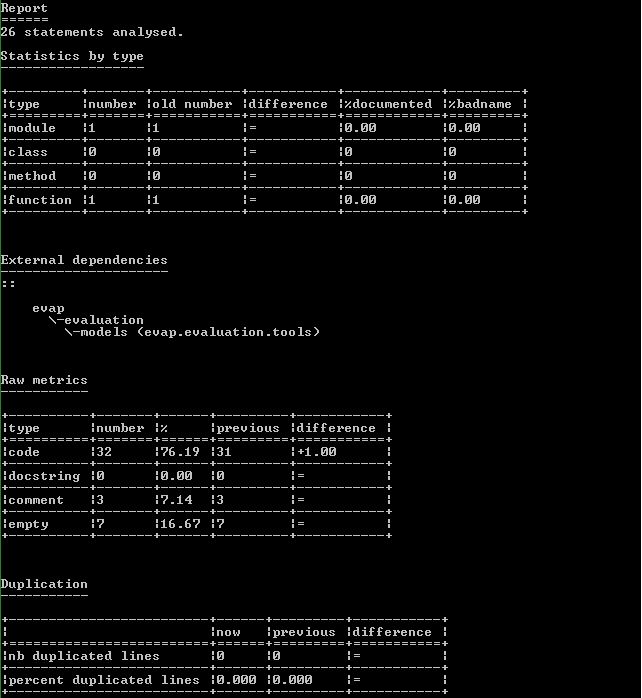 Report
======
26 statements analysed.
Statistics by type
------------------
+---------+-------+-----------+-----------+------------+---------+
|type     |number |old number |difference |%documented |%badname |
+=========+=======+===========+===========+============+=========+
|module   |1      |1          |=          |0.00        |0.00     |
+---------+-------+-----------+-----------+------------+---------+
|class    |0      |0          |=          |0           |0        |
+---------+-------+-----------+-----------+------------+---------+
|method   |0      |0          |=          |0           |0        |
+---------+-------+-----------+-----------+------------+---------+
|function |1      |1          |=          |0.00        |0.00     |
+---------+-------+-----------+-----------+------------+---------+
External dependencies
---------------------
::
    evap
      \-evaluation
        \-models (evap.evaluation.tools)
Raw metrics
-----------
+----------+-------+------+---------+-----------+
|type      |number |%     |previous |difference |
+==========+=======+======+=========+===========+
|code      |32     |76.19 |31       |+1.00      |
+----------+-------+------+---------+-----------+
|docstring |0      |0.00  |0        |=          |
+----------+-------+------+---------+-----------+
|comment   |3      |7.14  |3        |=          |
+----------+-------+------+---------+-----------+
|empty     |7      |16.67 |7        |=          |
+----------+-------+------+---------+-----------+
Duplication
-----------
+-------------------------+------+---------+-----------+
|                         |now   |previous |difference |
+=========================+======+=========+===========+
|nb duplicated lines      |0     |0        |=          |
+-------------------------+------+---------+-----------+
|percent duplicated lines |0.000 |0.000    |=          |
+-------------------------+------+---------+-----------+